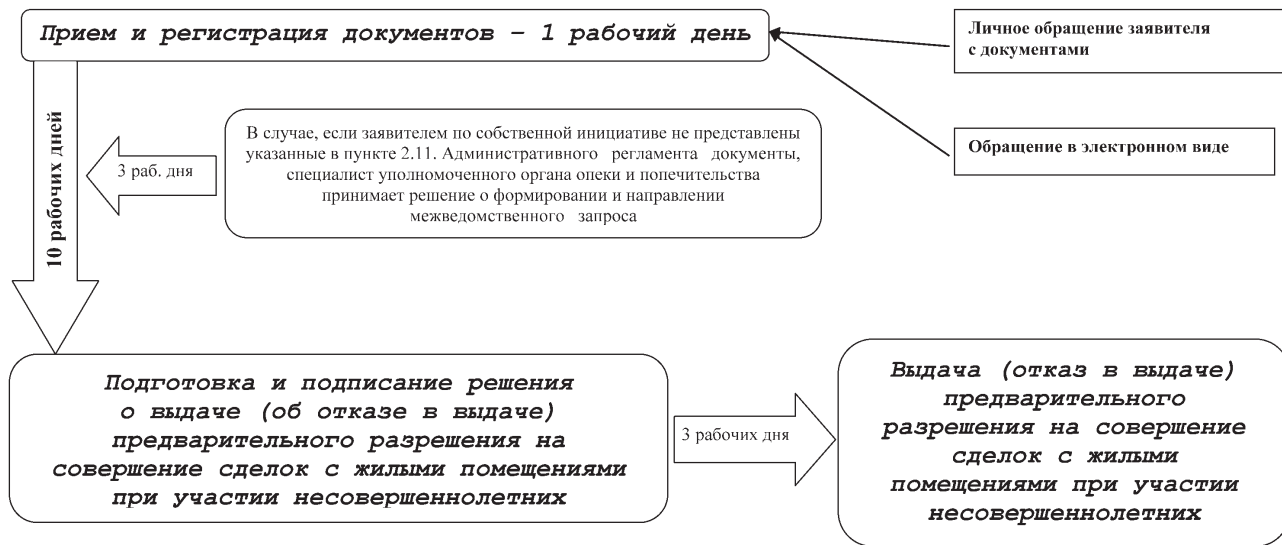 Прием и регистрация документов – 1 рабочий день
Личное обращение заявителя
с документами
Обращение в электронном виде
10 рабочих дней
3 раб. дня
В случае, если заявителем по собственной инициативе не представлены
указанные в пункте 2.11. Административного регламента документы,
специалист уполномоченного органа опеки и попечительства
принимает решение о формировании и направлении
межведомственного запроса
Подготовка и подписание решения
о выдаче (об отказе в выдаче)
предварительного разрешения на
совершение сделок с жилыми помещениями
при участии несовершеннолетних
3 рабочих дня
Выдача (отказ в выдаче)
предварительного
разрешения на совершение
сделок с жилыми
помещениями при участии
несовершеннолетних